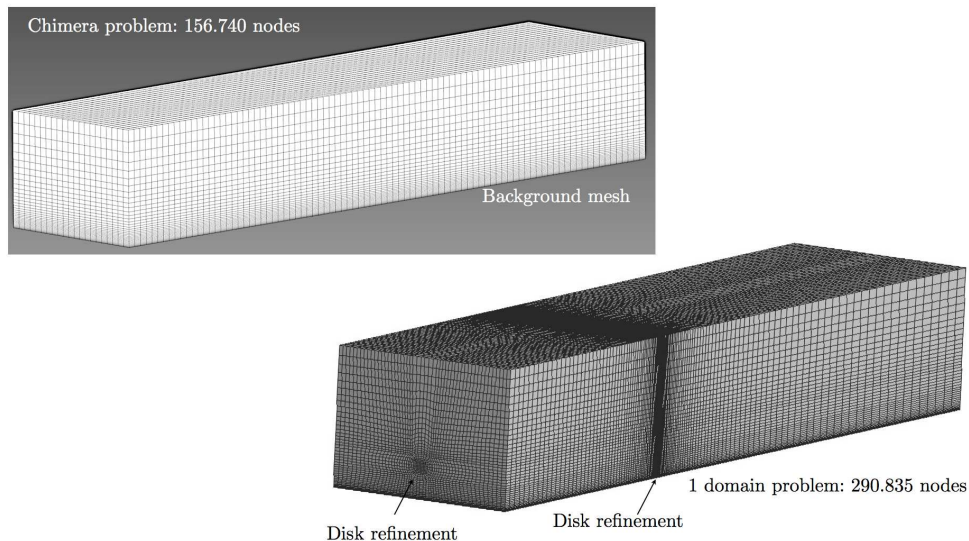 Chimera problem: 156.740 nodes
Background mesh
1 domain problem: 290.835 nodes
Disk refinement
Disk refinement